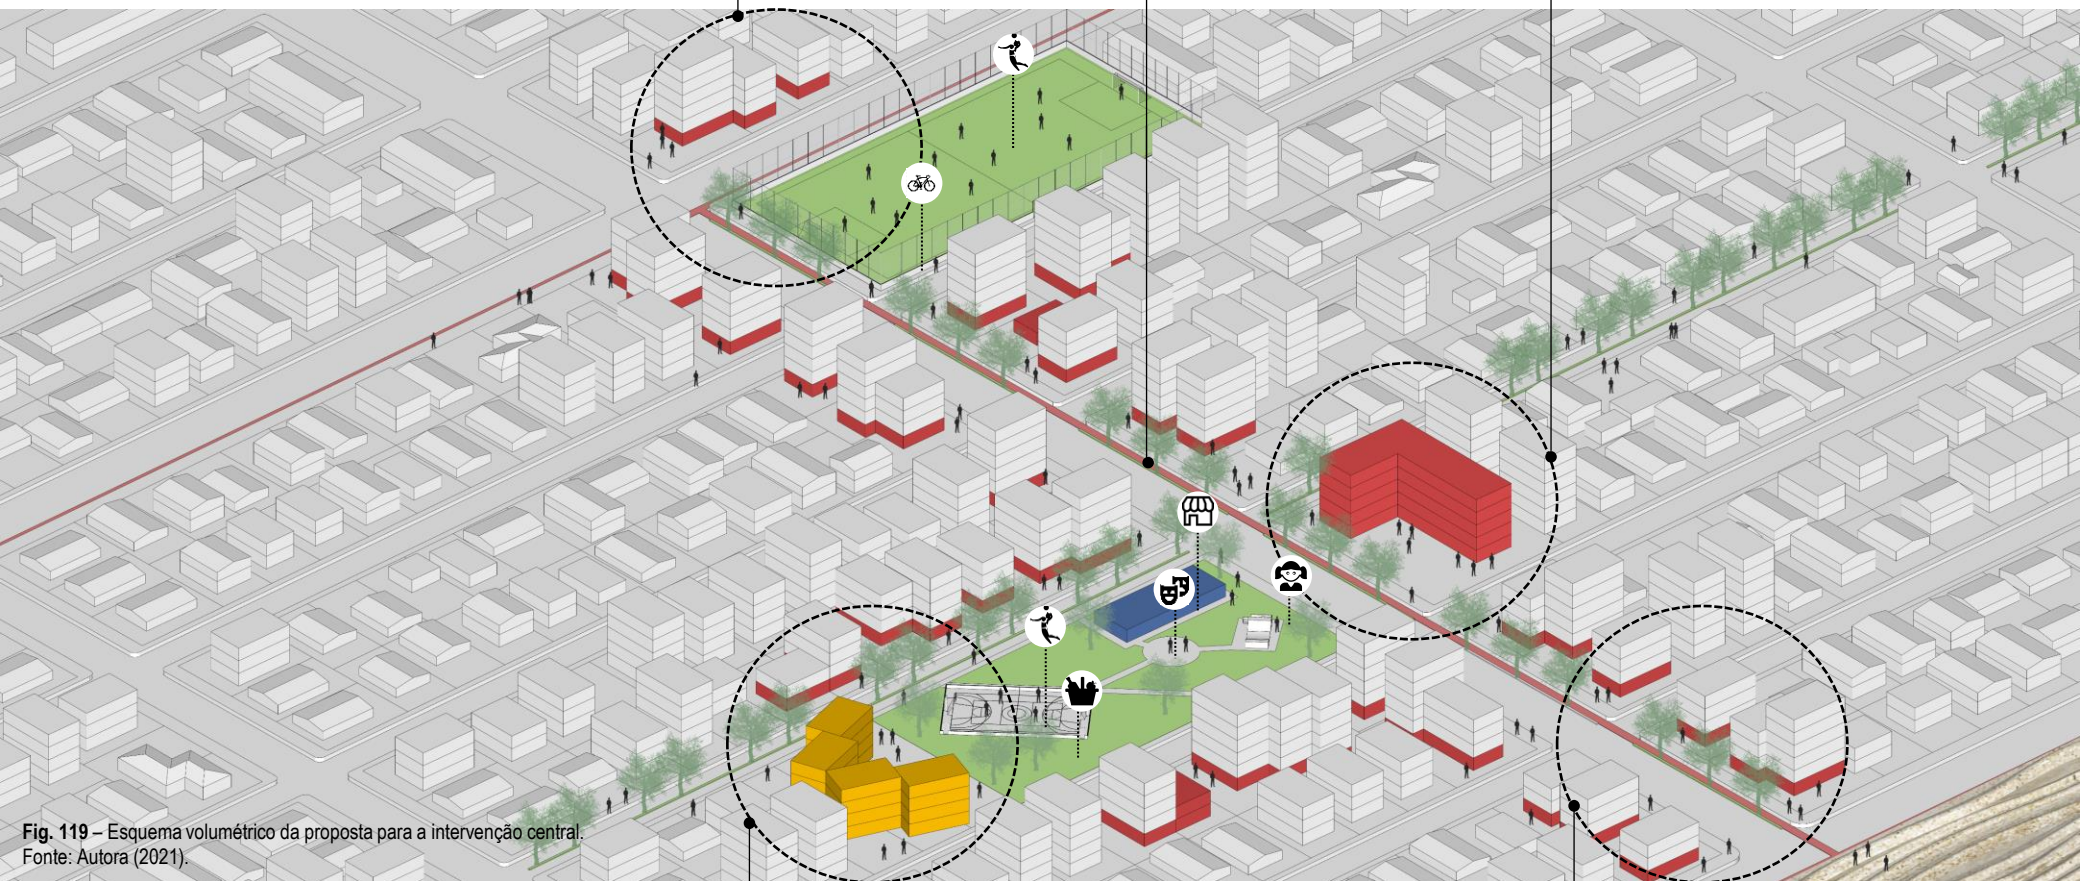 Fig. 119 – Esquema volumétrico da proposta para a intervenção central.
Fonte: Autora (2021).